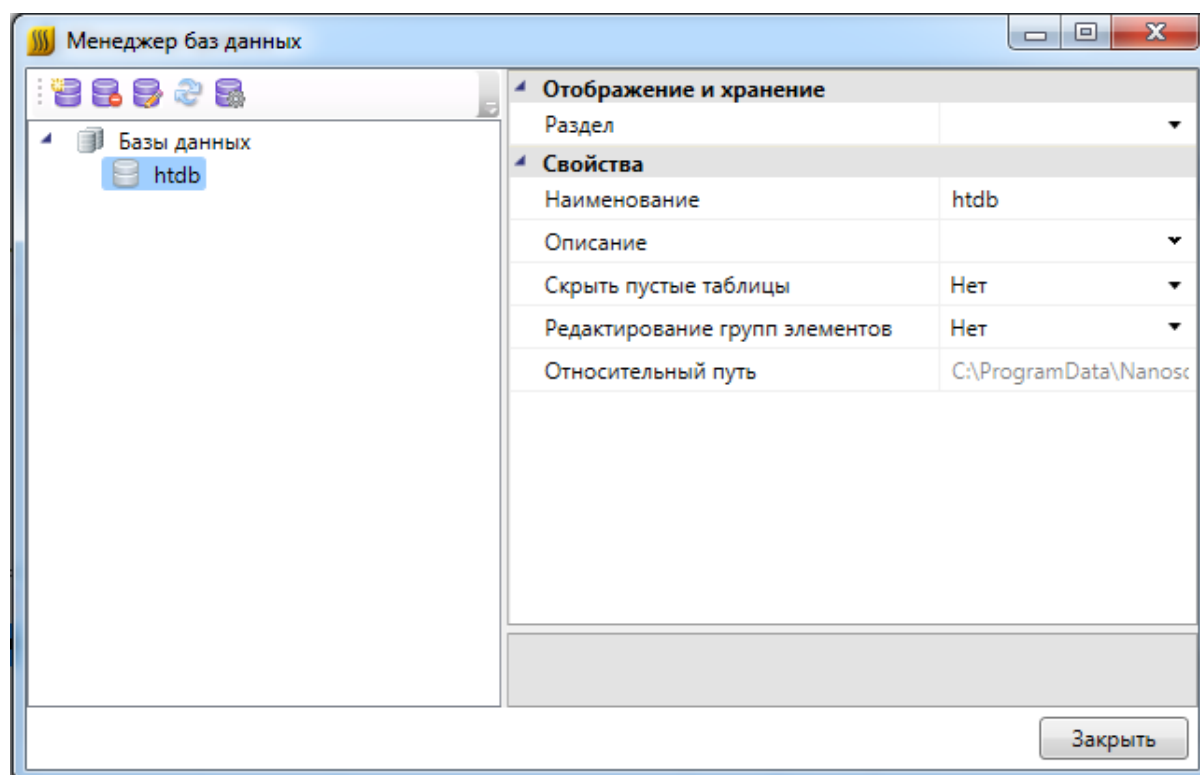 Менеджер баз данных
Базы данных
htdb
Отображение и хранение
Раздел
Свойства
Наименование htdb
Описание
Скрыть пустые таблицы Нет
Редактирование групп элементов Нет
Относительный путь C:\ProgramData\Nanoso
Закрыть